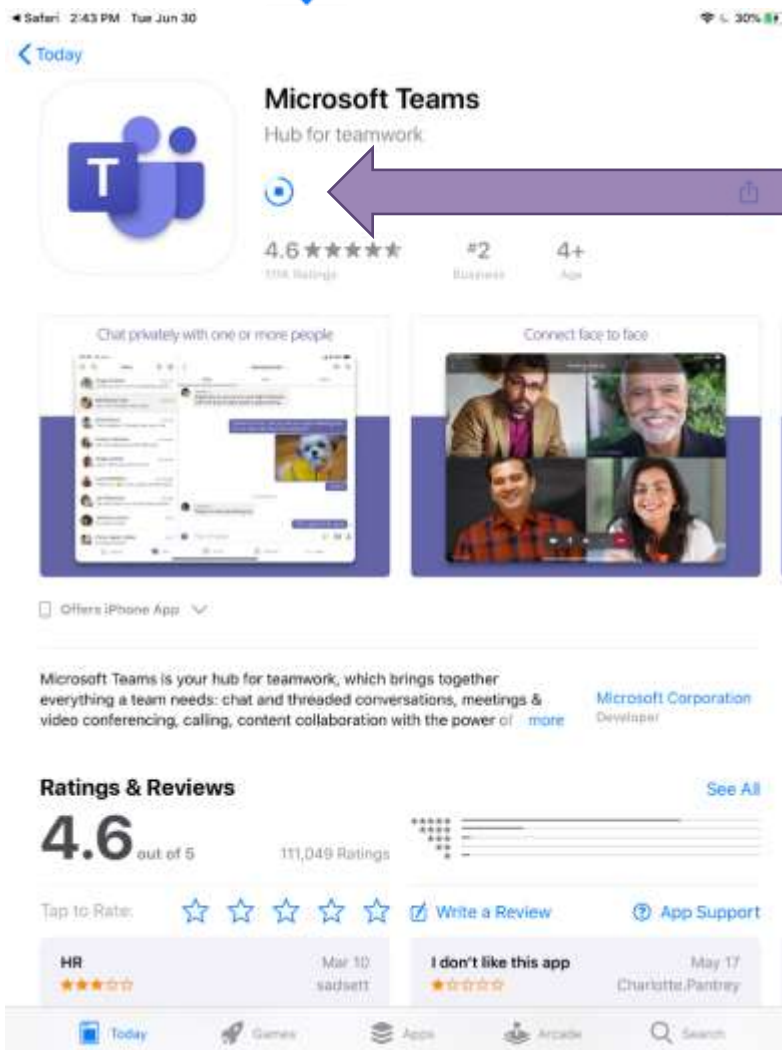 Safari 2:43 PM Tue Jun 30 30%
Today
Microsoft Teams
Hub for teamwork
T
4.6 #2 4+
Ratings Business Age
Chat privately with one or more people Connect face to face
Offers iPhone App
Microsoft Teams is your hub for teamwork, which brings together
everything a team needs: chat and threaded conversations, meetings &
video conferencing, calling, content collaboration with the power of more
Microsoft Corporation
Developer
Ratings & Reviews See All
4.6 out of 5 111,049 Ratings
Tap to Rate: Write a Review App Support
HR Mar 10 I don't like this app May 17
sadsett Charlotte.Pantrey
Today Games Apps Arcade Search